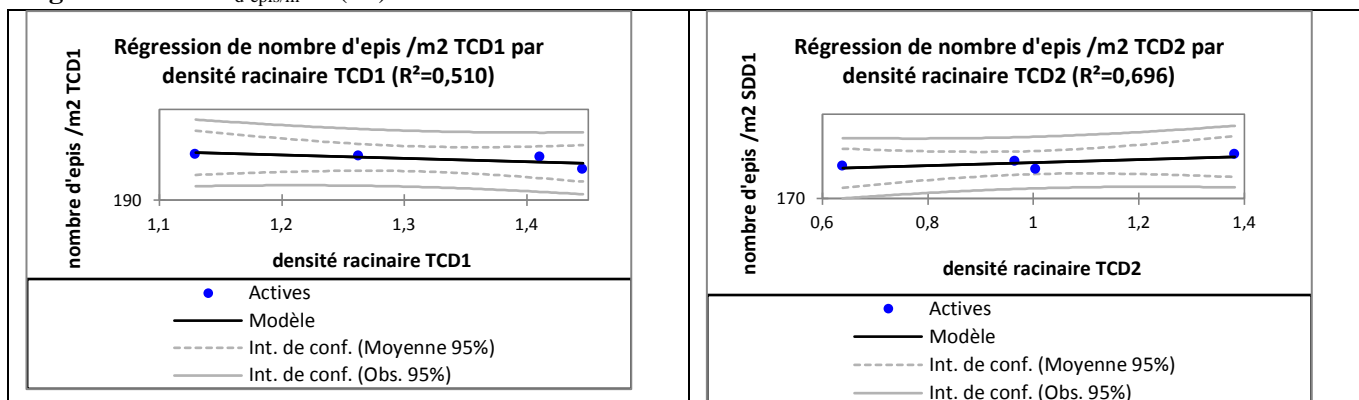 Régression de nombre d'epis /m2 TCD1 par
densité racinaire TCD1 (R²=0,510)
nombre d'epis /m2 TCD1
190
1,1
1,2
1,3
1,4
densité racinaire TCD1
Actives
Modèle
Int. de conf. (Moyenne 95%)
Int. de conf. (Obs. 95%)
Régression de nombre d'epis /m2 TCD2 par
densité racinaire TCD2 (R²=0,696)
nombre d'epis /m2 SDD1
170
0,6
0,8
1
1,2
1,4
densité racinaire TCD2
Actives
Modèle
Int. de conf. (Moyenne 95%)
Int. de conf. (Obs. 95%)